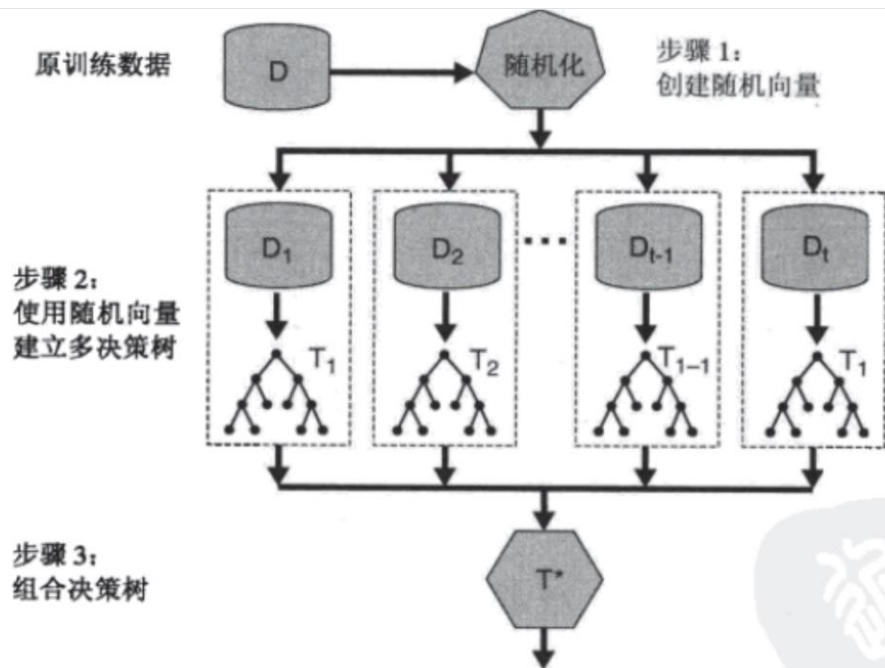 原训练数据
D
随机化
步骤 1:
创建随机向量
D1
D2
Dt-1
Dt
步骤 2:
使用随机向量
建立多决策树
T1
T2
T1–1
T1
步骤 3:
组合决策树
T*